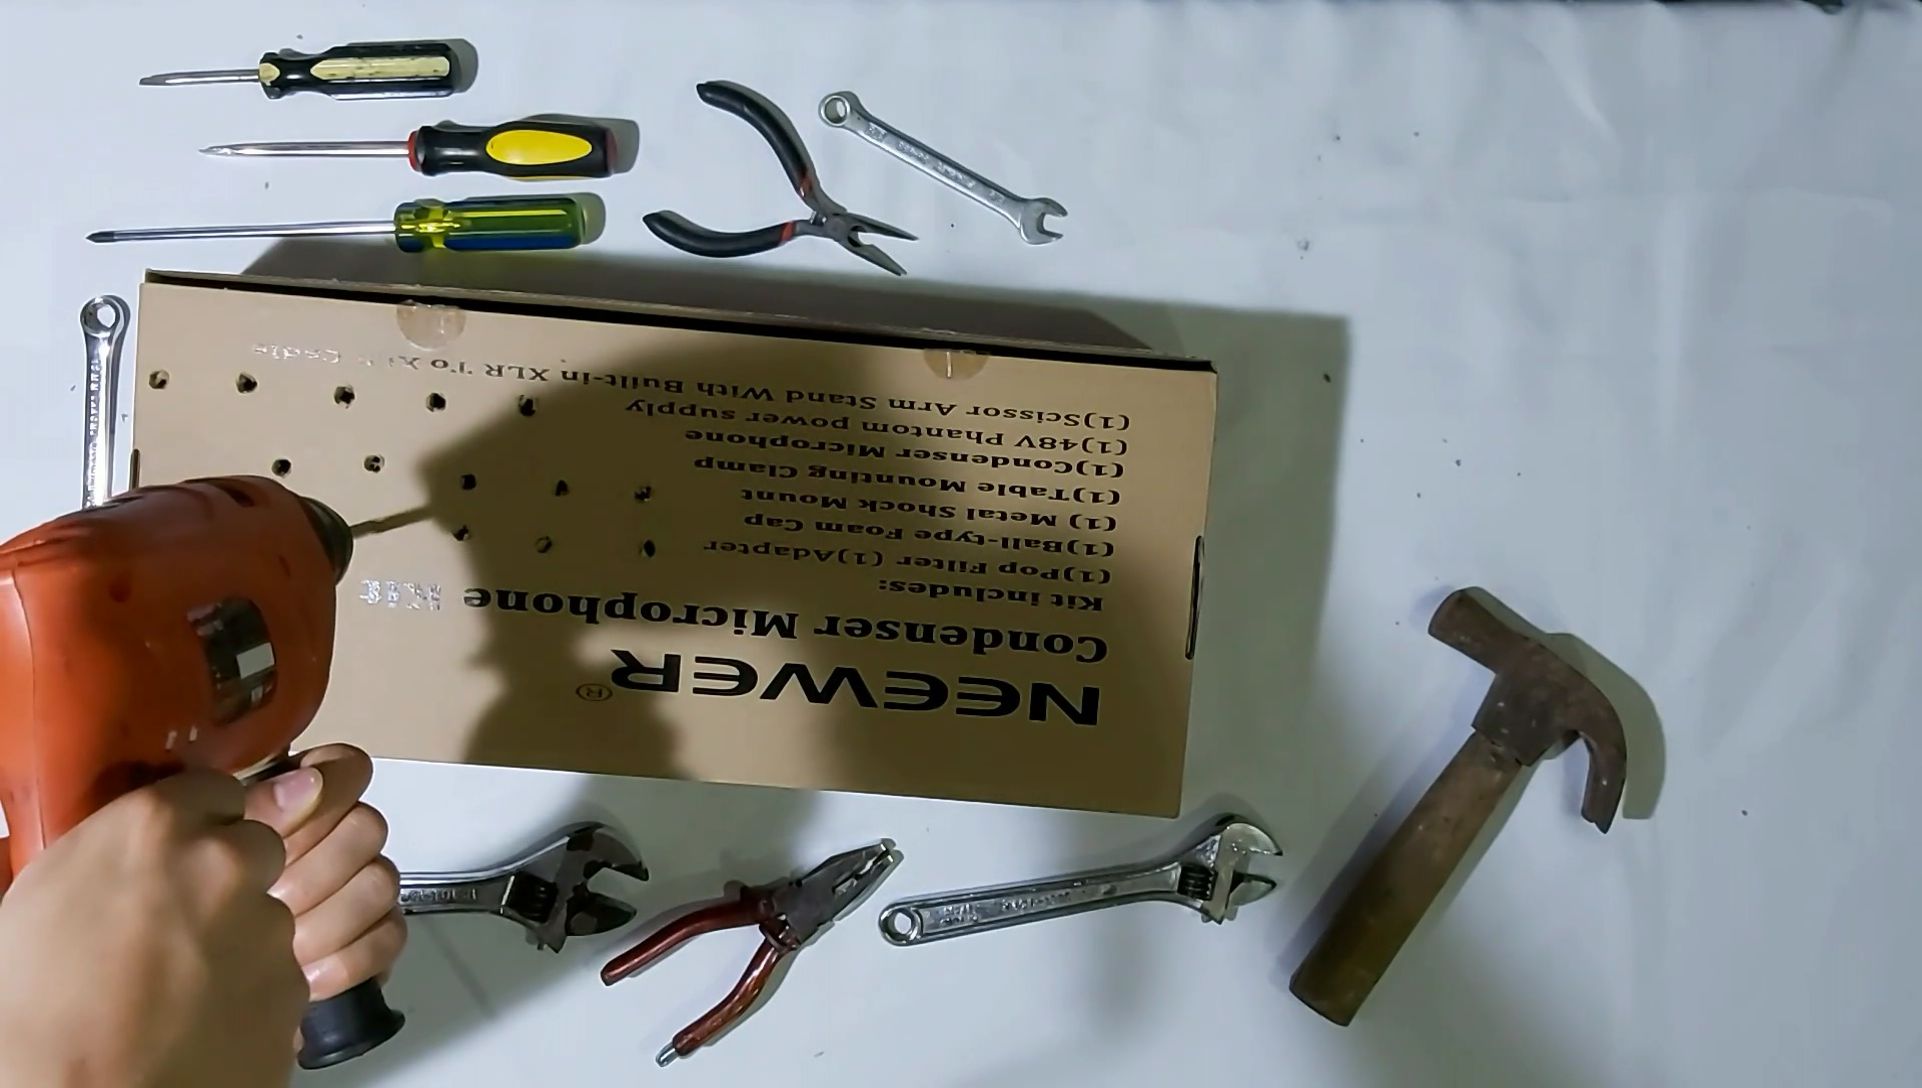 NEEWER®
Condenser Microphone Kit
Kit includes:
(1)Pop Filter (1)Adapter
(1)Ball-type Foam Cap
(1) Metal Shock Mount
(1)Table Mounting Clamp
(1)Condenser Microphone
(1)48V Phantom power supply
(1)Scissor Arm Stand With Built-in XLR To XLR Cable